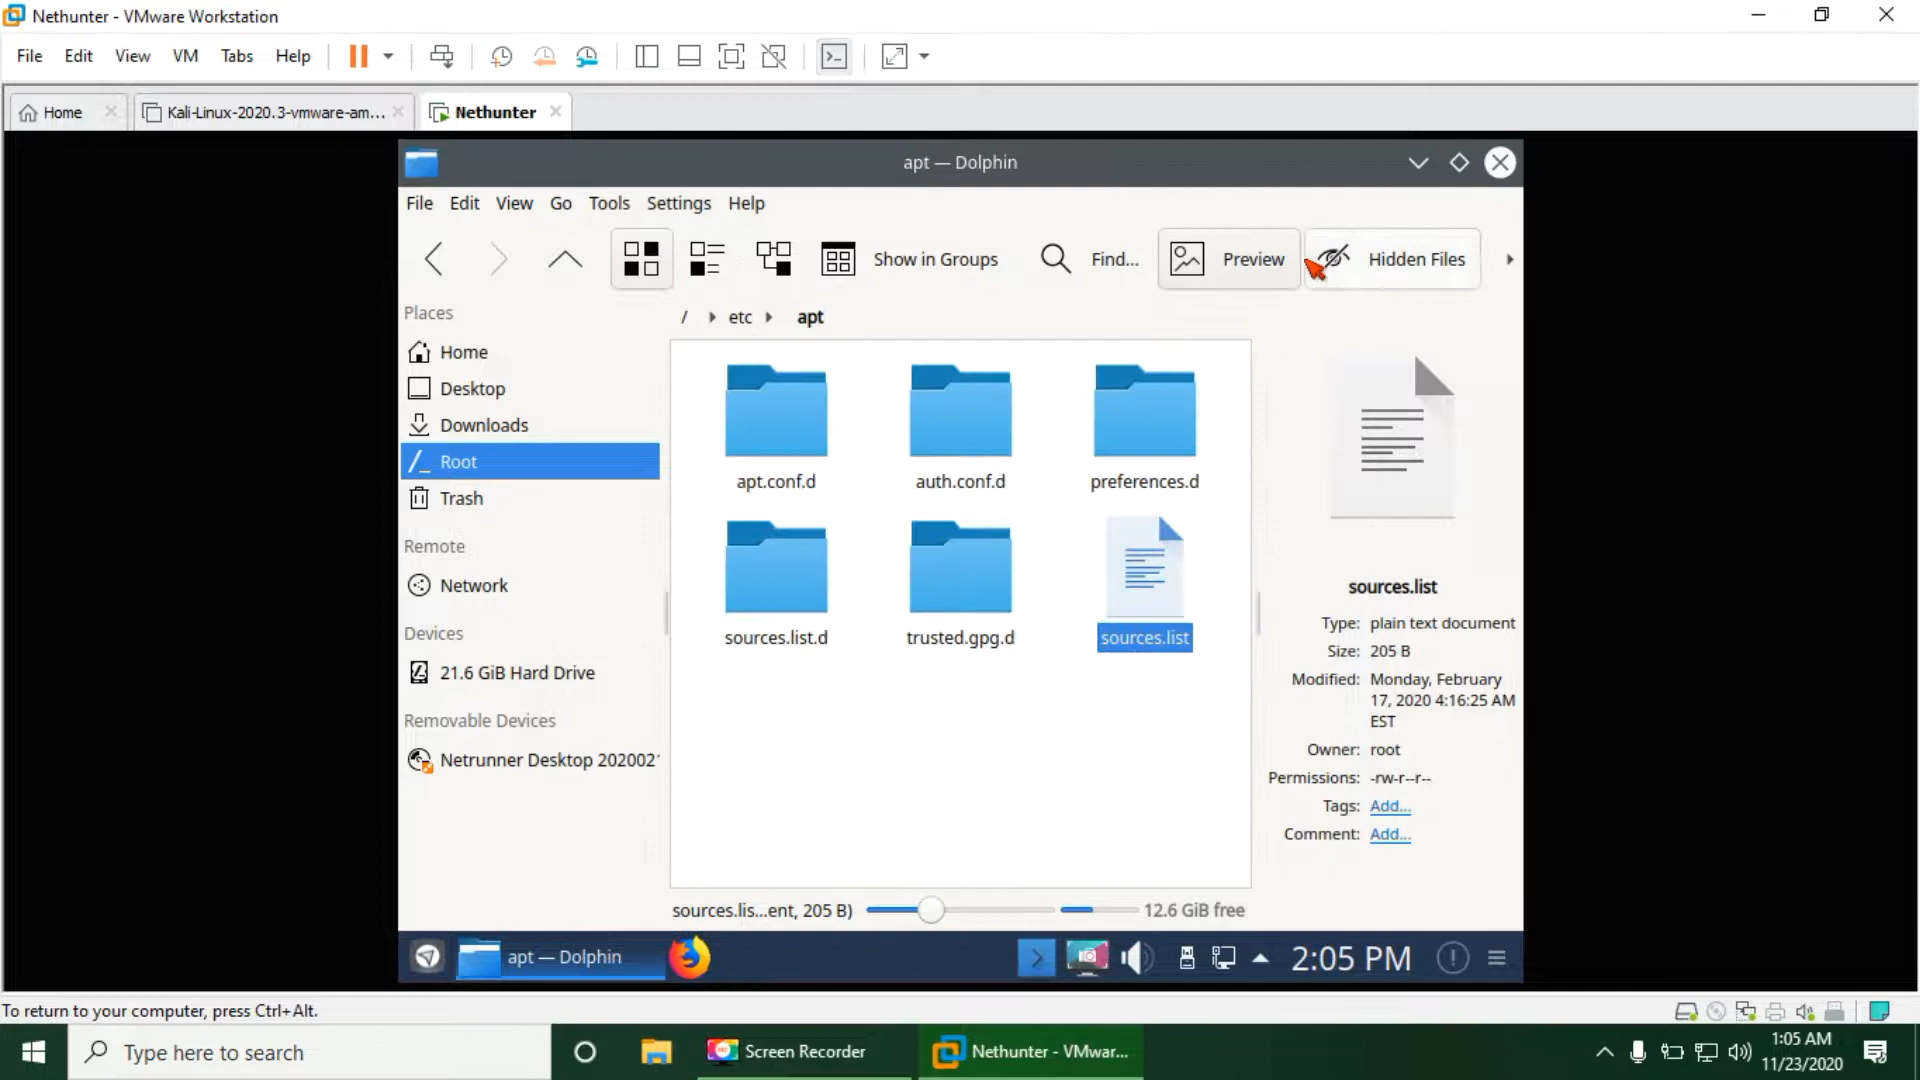 Nethunter - VMware Workstation
File Edit View VM Tabs Help
Home Kali-Linux-2020.3-vmware-am... Nethunter
apt — Dolphin
File Edit View Go Tools Settings Help
Show in Groups Find... Preview Hidden Files
Places
/ etc apt
Home
Desktop
Downloads
Root
Trash
Remote
Network
Devices
21.6 GiB Hard Drive
Removable Devices
Netrunner Desktop 202002
apt.conf.d auth.conf.d preferences.d
sources.list.d trusted.gpg.d sources.list
sources.list
Type: plain text document
Size: 205 B
Modified: Monday, February
17, 2020 4:16:25 AM
EST
Owner: root
Permissions: -rw-r--r--
Tags: Add...
Comment: Add...
sources.lis...ent, 205 B) 12.6 GiB free
apt — Dolphin 2:05 PM
To return to your computer, press Ctrl+Alt.
Type here to search Screen Recorder Nethunter - VMwar... 1:05 AM
11/23/2020